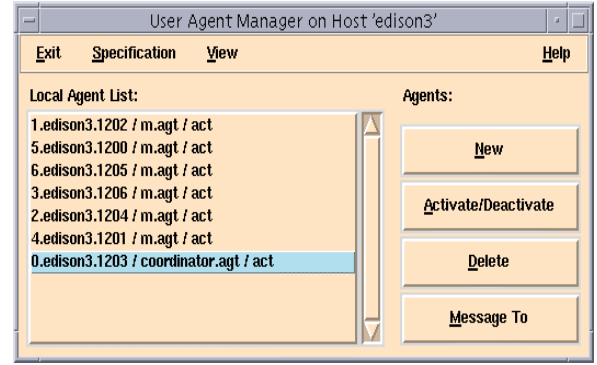 User Agent Manager on Host 'edison3'
Exit Specification View Help
Local Agent List:
1.edison3.1202 / m.agt / act
5.edison3.1200 / m.agt / act
6.edison3.1205 / m.agt / act
3.edison3.1206 / m.agt / act
2.edison3.1204 / m.agt / act
4.edison3.1201 / m.agt / act
0.edison3.1203 / coordinator.agt / act
Agents:
New
Activate/Deactivate
Delete
Message To